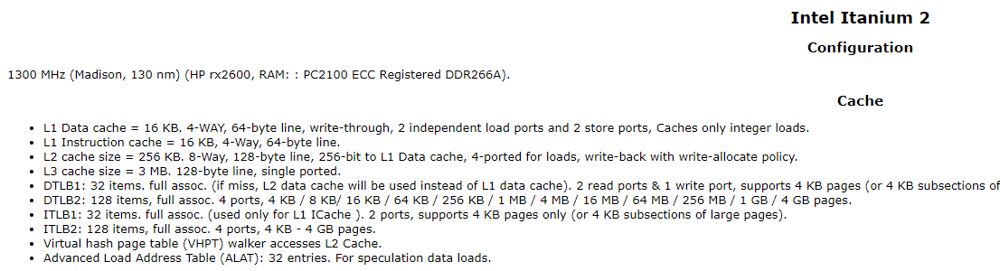 Intel Itanium 2
Configuration
1300 MHz (Madison, 130 nm) (HP rx2600, RAM: : PC2100 ECC Registered DDR266A).
Cache
• L1 Data cache = 16 KB. 4-WAY, 64-byte line, write-through, 2 independent load ports and 2 store ports, Caches only integer loads.
• L1 Instruction cache = 16 KB, 4-Way, 64-byte line.
• L2 cache size = 256 KB. 8-Way, 128-byte line, 256-bit to L1 Data cache, 4-ported for loads, write-back with write-allocate policy.
• L3 cache size = 3 MB. 128-byte line, single ported.
• DTLB1: 32 items. full assoc. (if miss, L2 data cache will be used instead of L1 data cache). 2 read ports & 1 write port, supports 4 KB pages (or 4 KB subsections of
• DTLB2: 128 items, full assoc. 4 ports, 4 KB / 8 KB/ 16 KB / 64 KB / 256 KB / 1 MB / 4 MB / 16 MB / 64 MB / 256 MB / 1 GB / 4 GB pages.
• ITLB1: 32 items. full assoc. (used only for L1 ICache ). 2 ports, supports 4 KB pages only (or 4 KB subsections of large pages).
• ITLB2: 128 items, full assoc. 4 ports, 4 KB - 4 GB pages.
• Virtual hash page table (VHPT) walker accesses L2 Cache.
• Advanced Load Address Table (ALAT): 32 entries. For speculation data loads.